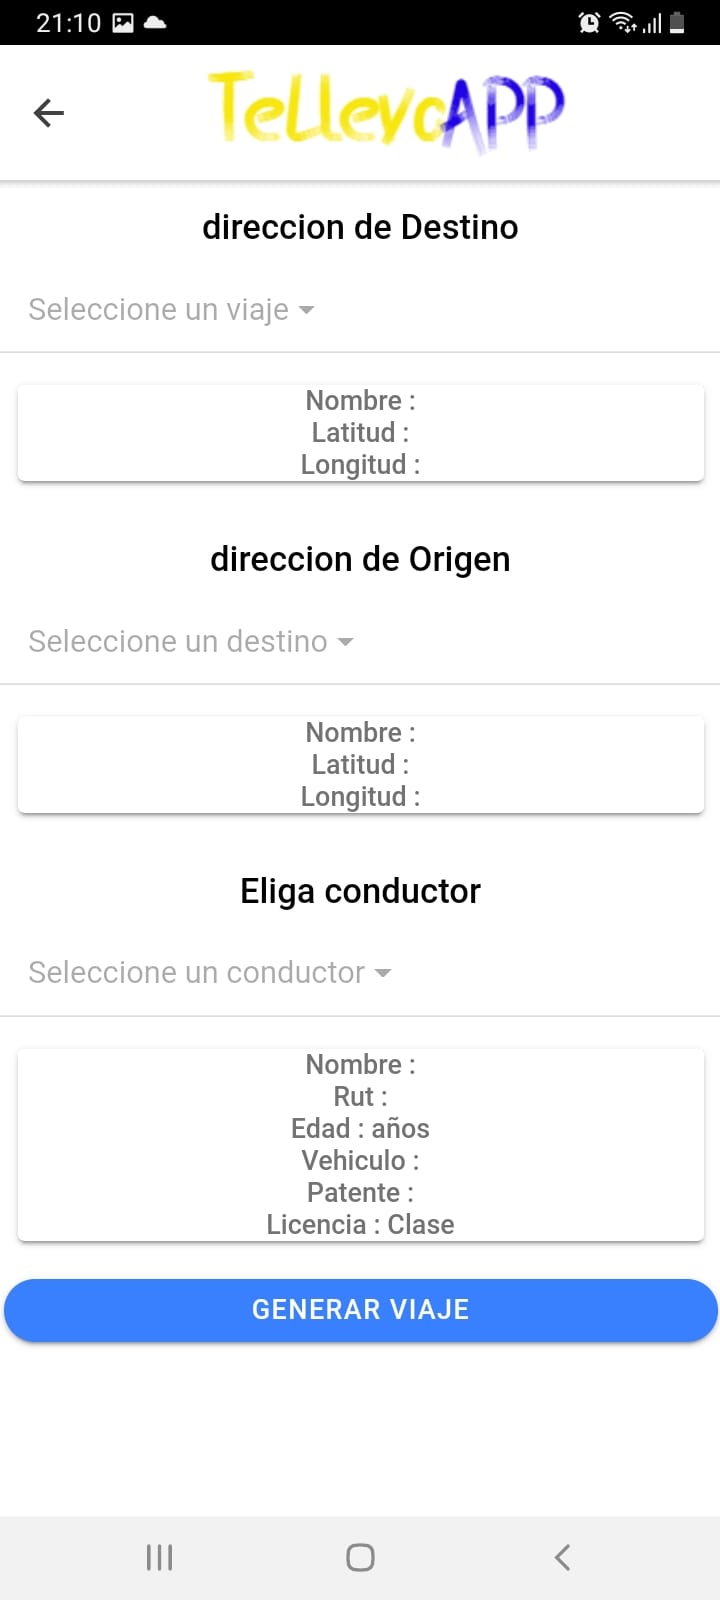 21:10
TellevoAPP
direccion de Destino
Seleccione un viaje
Nombre :
Latitud :
Longitud :
direccion de Origen
Seleccione un destino
Nombre :
Latitud :
Longitud :
Eliga conductor
Seleccione un conductor
Nombre :
Rut :
Edad : años
Vehiculo :
Patente :
Licencia : Clase
GENERAR VIAJE